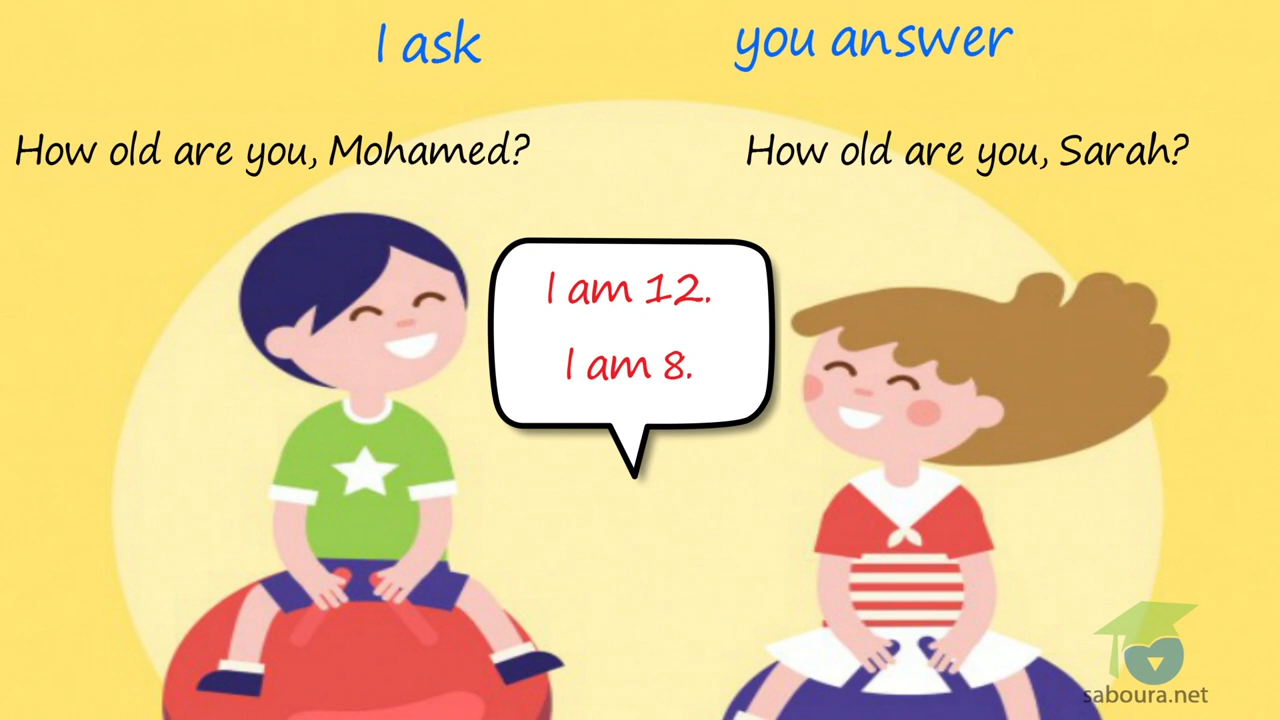 I ask
you answer
How old are you, Mohamed?
How old are you, Sarah?
I am 12.
I am 8.
saboura.net